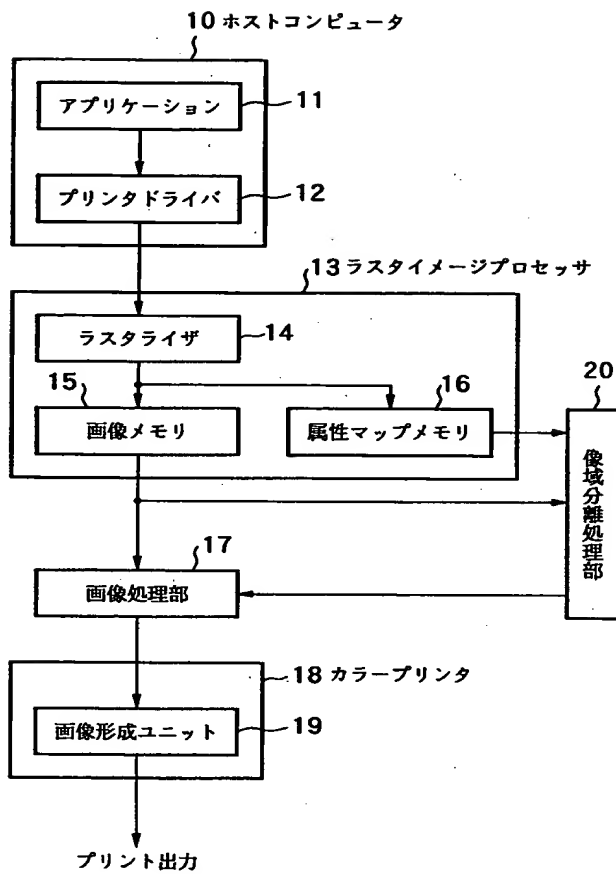 10 ホストコンピュータ
アプリケーション
11
プリンタドライバ
12
13 ラスタイメージプロセッサ
ラスタライザ
14
15
画像メモリ
16
属性マップメモリ
20
像域分離処理部
17
画像処理部
18 カラープリンタ
画像形成ユニット
19
プリント出力